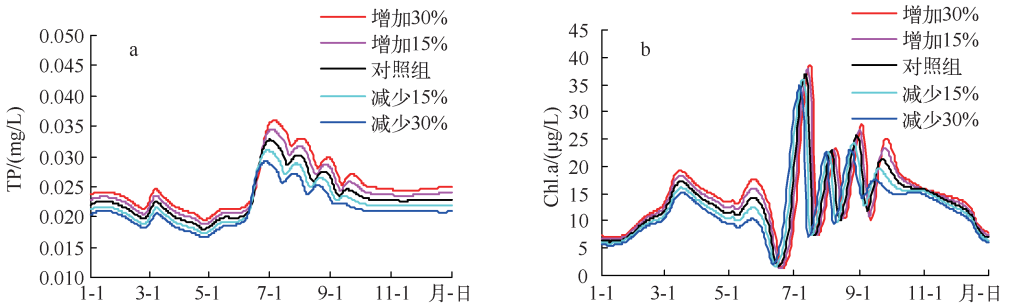 TP/(mg/L)
0.050
0.045
0.040
0.035
0.030
0.025
0.020
0.015
0.010
a
增加30%
增加15%
对照组
减少15%
减少30%
1-1 3-1 5-1 7-1 9-1 11-1 月-日
Chl.a/(μg/L)
45
40
35
30
25
20
15
10
5
0
b
增加30%
增加15%
对照组
减少15%
减少30%
1-1 3-1 5-1 7-1 9-1 11-1 月-日